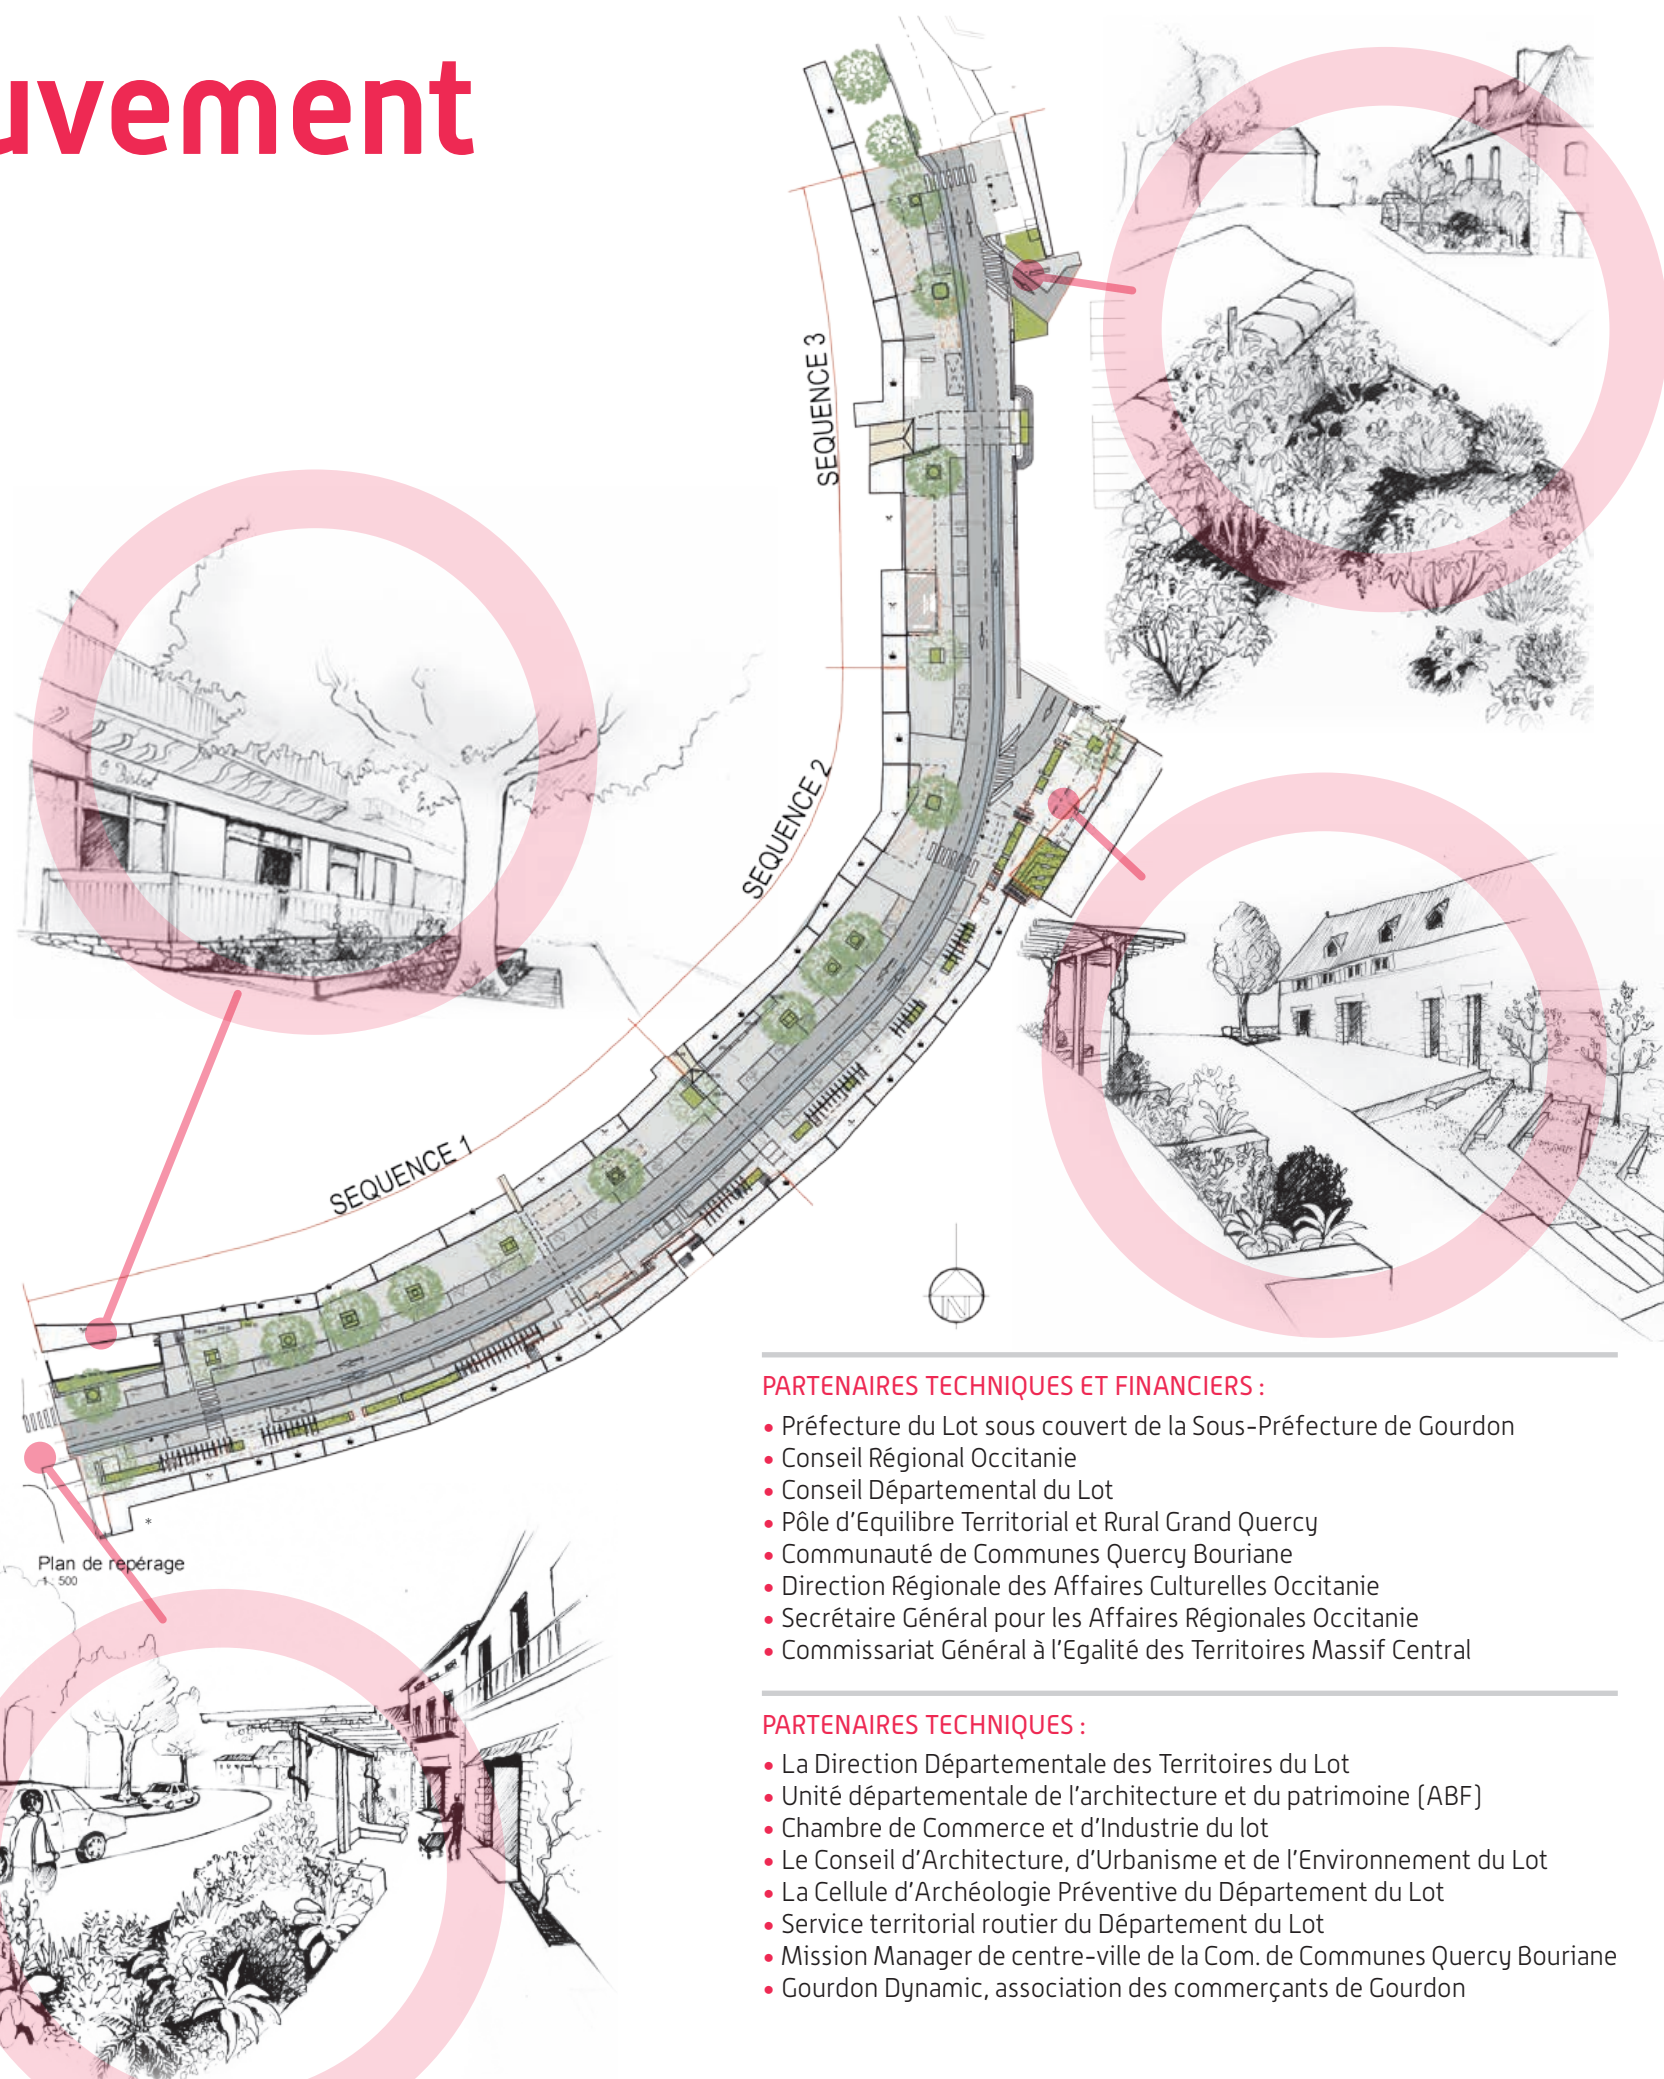 uvement
SEQUENCE 3
SEQUENCE 2
SEQUENCE 1
N
*
Plan de repérage
1 : 500
PARTENAIRES TECHNIQUES ET FINANCIERS :
• Préfecture du Lot sous couvert de la Sous-Préfecture de Gourdon
• Conseil Régional Occitanie
• Conseil Départemental du Lot
• Pôle d'Equilibre Territorial et Rural Grand Quercy
• Communauté de Communes Quercy Bouriane
• Direction Régionale des Affaires Culturelles Occitanie
• Secrétaire Général pour les Affaires Régionales Occitanie
• Commissariat Général à l'Egalité des Territoires Massif Central
PARTENAIRES TECHNIQUES :
• La Direction Départementale des Territoires du Lot
• Unité départementale de l'architecture et du patrimoine (ABF)
• Chambre de Commerce et d'Industrie du lot
• Le Conseil d'Architecture, d'Urbanisme et de l'Environnement du Lot
• La Cellule d'Archéologie Préventive du Département du Lot
• Service territorial routier du Département du Lot
• Mission Manager de centre-ville de la Com. de Communes Quercy Bouriane
• Gourdon Dynamic, association des commerçants de Gourdon